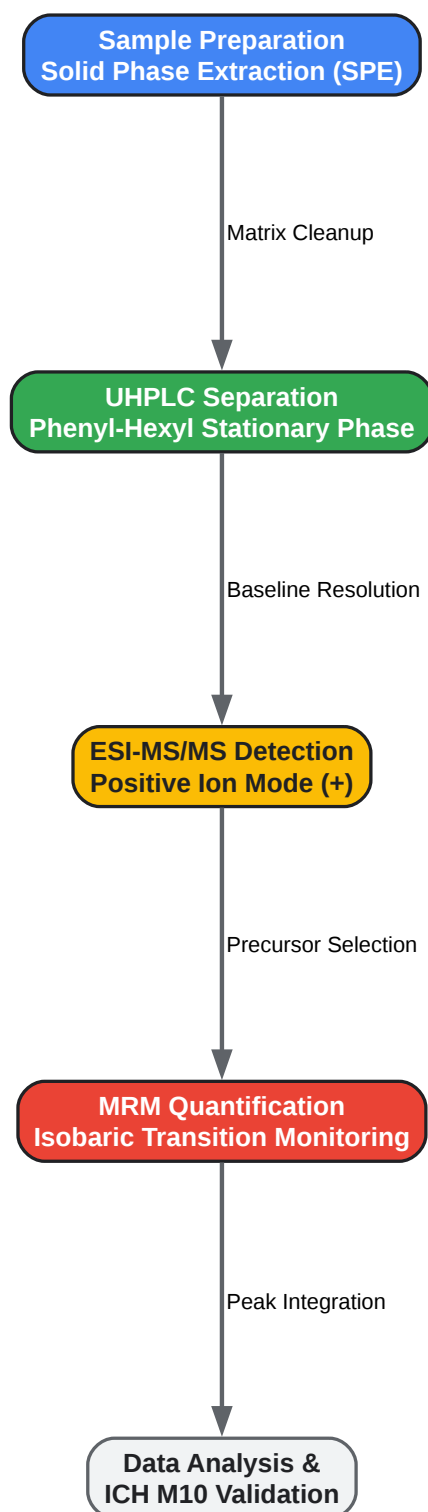 Sample Preparation
Solid Phase Extraction (SPE)
Matrix Cleanup
UHPLC Separation
Phenyl-Hexyl Stationary Phase
Baseline Resolution
ESI-MS/MS Detection
Positive Ion Mode (+)
Precursor Selection
MRM Quantification
Isobaric Transition Monitoring
Peak Integration
Data Analysis &
ICH M10 Validation